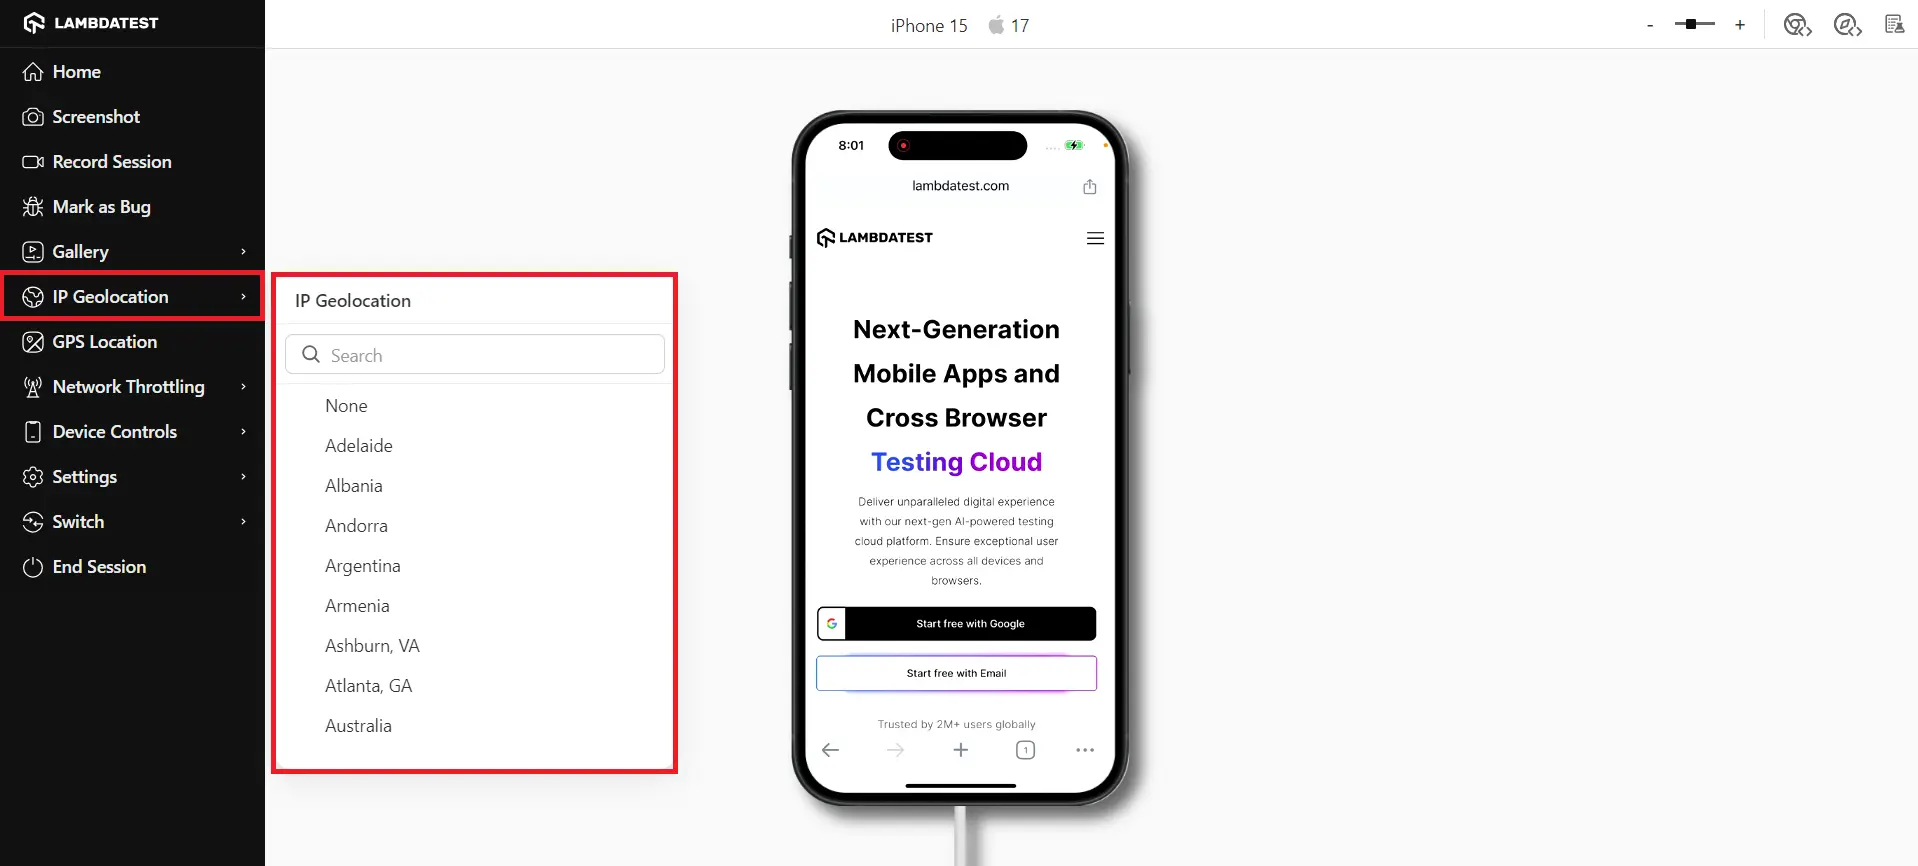 LAMBDATEST
Home
Screenshot
Record Session
Mark as Bug
Gallery
IP Geolocation
GPS Location
Network Throttling
Device Controls
Settings
Switch
End Session
iPhone 15 17
- +
IP Geolocation
Search
None
Adelaide
Albania
Andorra
Argentina
Armenia
Ashburn, VA
Atlanta, GA
Australia
8:01
lambdatest.com
LAMBDATEST
Next-Generation
Mobile Apps and
Cross Browser
Testing Cloud
Deliver unparalleled digital experience
with our next-gen AI-powered testing
cloud platform. Ensure exceptional user
experience across all devices and
browsers.
Start free with Google
Start free with Email
Trusted by 2M+ users globally
1